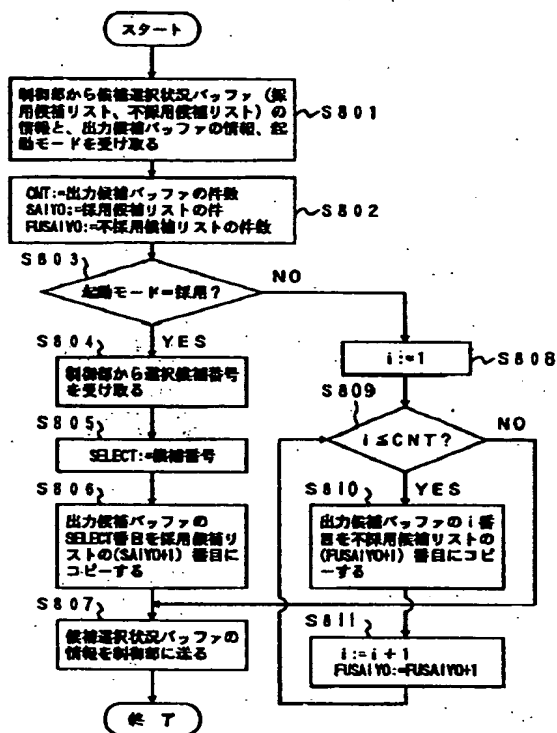 スタート
制御部から候補選択状況バッファ（採
用候補リスト、不採用候補リスト）の
情報と、出力候補バッファの情報、起
動モードを受け取る
S801
CNT:=出力候補バッファの件数
SAIYO:=採用候補リストの件
FUSAIYO:=不採用候補リストの件数
S802
S803
起動モード=採用？
NO
YES
S804
制御部から選択候補番号
を受け取る
S805
SELECT:=候補番号
S806
出力候補バッファの
SELECT番目を採用候補リ
ストの(SAIYO+1) 番目に
コピーする
S807
候補選択状況バッファの
情報を制御部に送る
終了
i:=1
S808
S809
i≦CNT?
NO
YES
S810
出力候補バッファのi番
目を不採用候補リストの
(FUSAIYO+1) 番目にコピ
ーする
S811
i:=i+1
FUSAIYO:=FUSAIYO+1